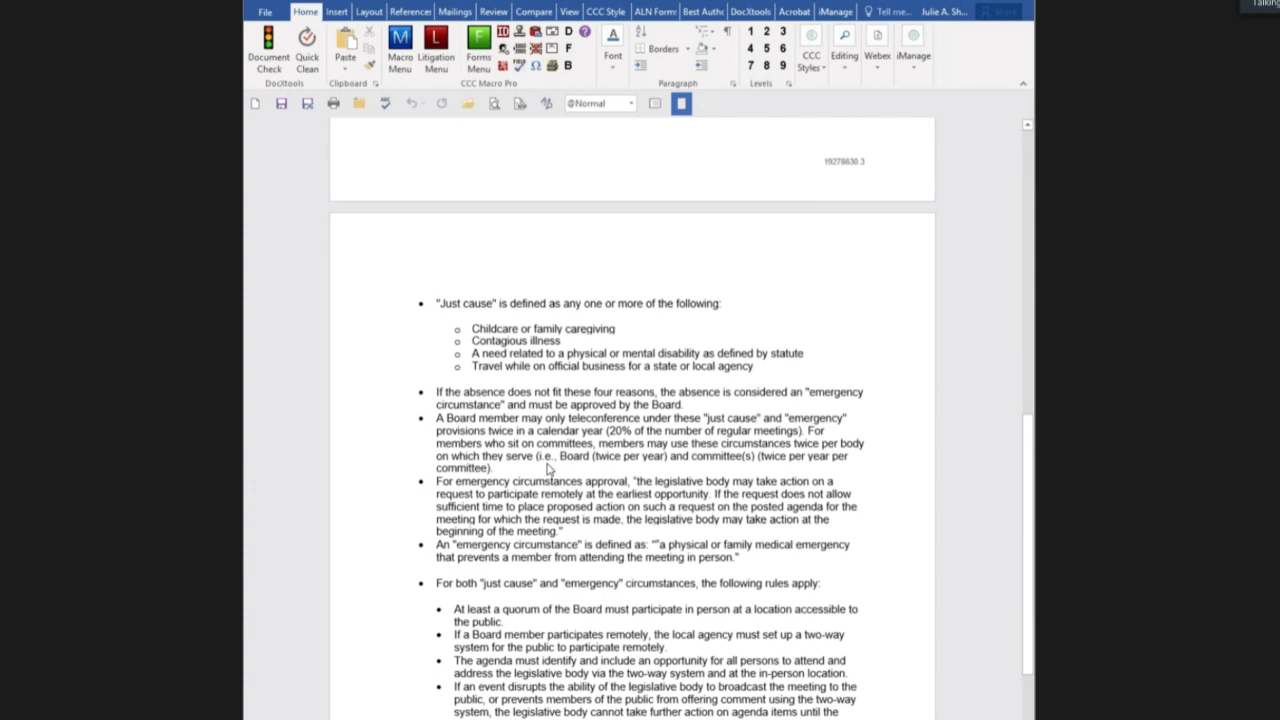 Talking
File Home Insert Layout References Mailings Review Compare View CCC Style ALN Form Best Autho DocXtools Acrobat iManage Tell me... Julie A. Sh... Share
Document Check
Quick Clean
Paste
Macro Menu
Litigation Menu
Forms Menu
D
F
B
Font
Borders
1 2 3
4 5 6
7 8 9
CCC Styles
Editing
Webex
iManage
DocXtools Clipboard CCC Macro Pro Paragraph Levels
@Normal
19278630 3
• "Just cause" is defined as any one or more of the following:
o Childcare or family caregiving
o Contagious illness
o A need related to a physical or mental disability as defined by statute
o Travel while on official business for a state or local agency
• If the absence does not fit these four reasons, the absence is considered an "emergency
circumstance" and must be approved by the Board.
• A Board member may only teleconference under these "just cause" and "emergency"
provisions twice in a calendar year (20% of the number of regular meetings). For
members who sit on committees, members may use these circumstances twice per body
on which they serve (i.e., Board (twice per year) and committee(s) (twice per year per
committee).
• For emergency circumstances approval, "the legislative body may take action on a
request to participate remotely at the earliest opportunity. If the request does not allow
sufficient time to place proposed action on such a request on the posted agenda for the
meeting for which the request is made, the legislative body may take action at the
beginning of the meeting."
• An "emergency circumstance" is defined as: ""a physical or family medical emergency
that prevents a member from attending the meeting in person."
• For both "just cause" and "emergency" circumstances, the following rules apply:
• At least a quorum of the Board must participate in person at a location accessible to
the public.
• If a Board member participates remotely, the local agency must set up a two-way
system for the public to participate remotely.
• The agenda must identify and include an opportunity for all persons to attend and
address the legislative body via the two-way system and at the in-person location.
• If an event disrupts the ability of the legislative body to broadcast the meeting to the
public, or prevents members of the public from offering comment using the two-way
system, the legislative body cannot take further action on agenda items until the